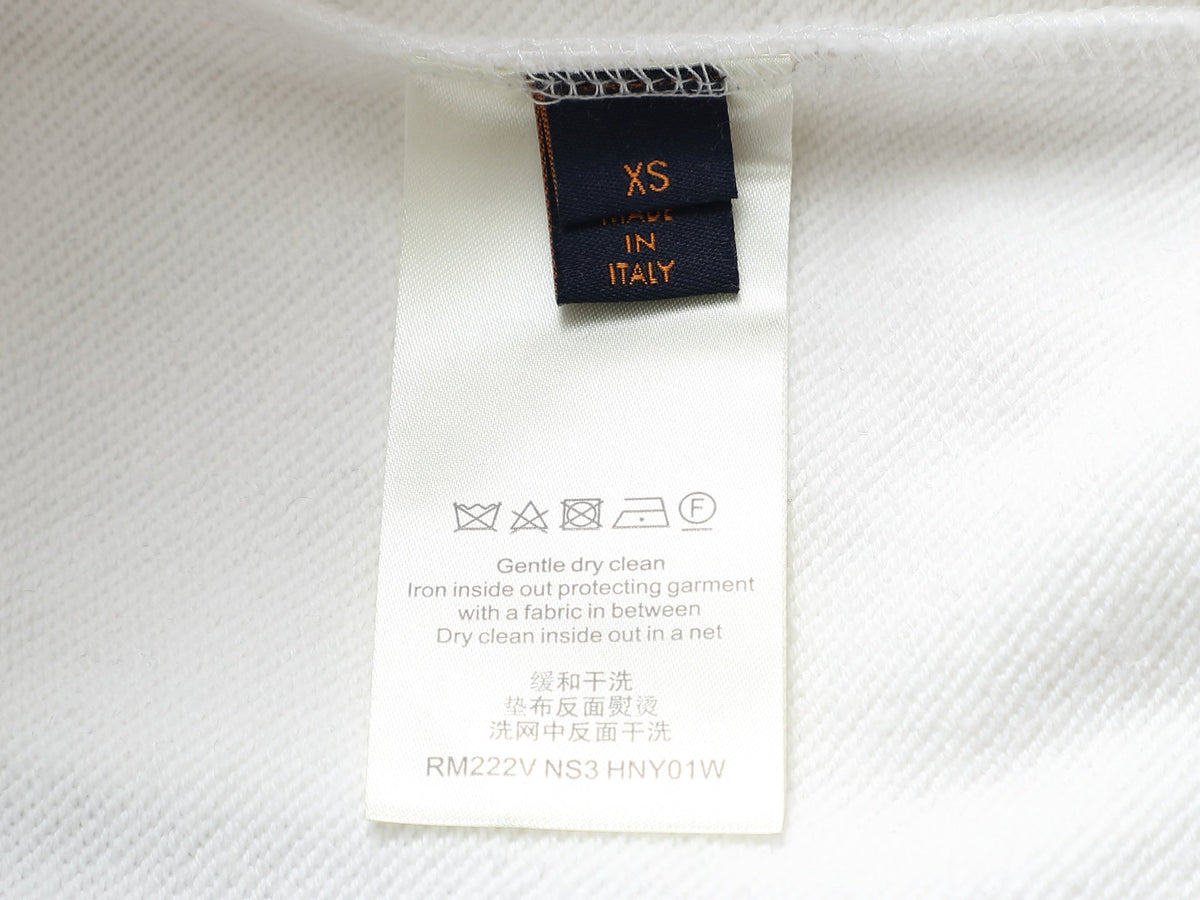 XS
MADE
IN
ITALY
F
Gentle dry clean
Iron inside out protecting garment
with a fabric in between
Dry clean inside out in a net
缓和干洗
垫布反面熨烫
洗网中反面干洗
RM222V NS3 HNY01W